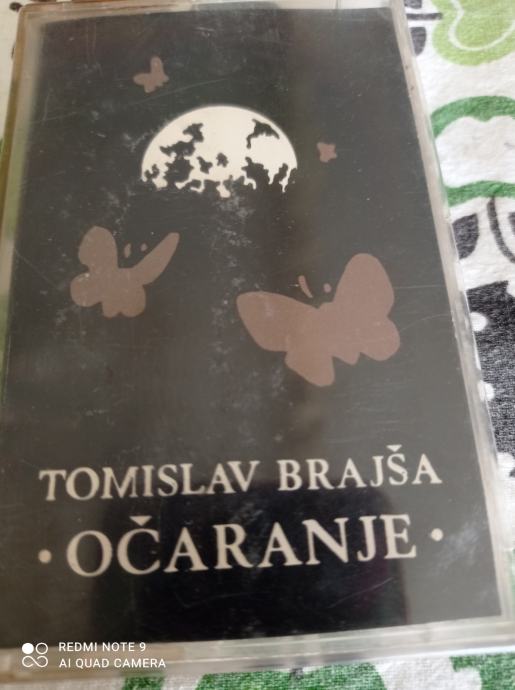 TOMISLAV BRAJŠA
• OČARANJE •
REDMI NOTE 9
AI QUAD CAMERA